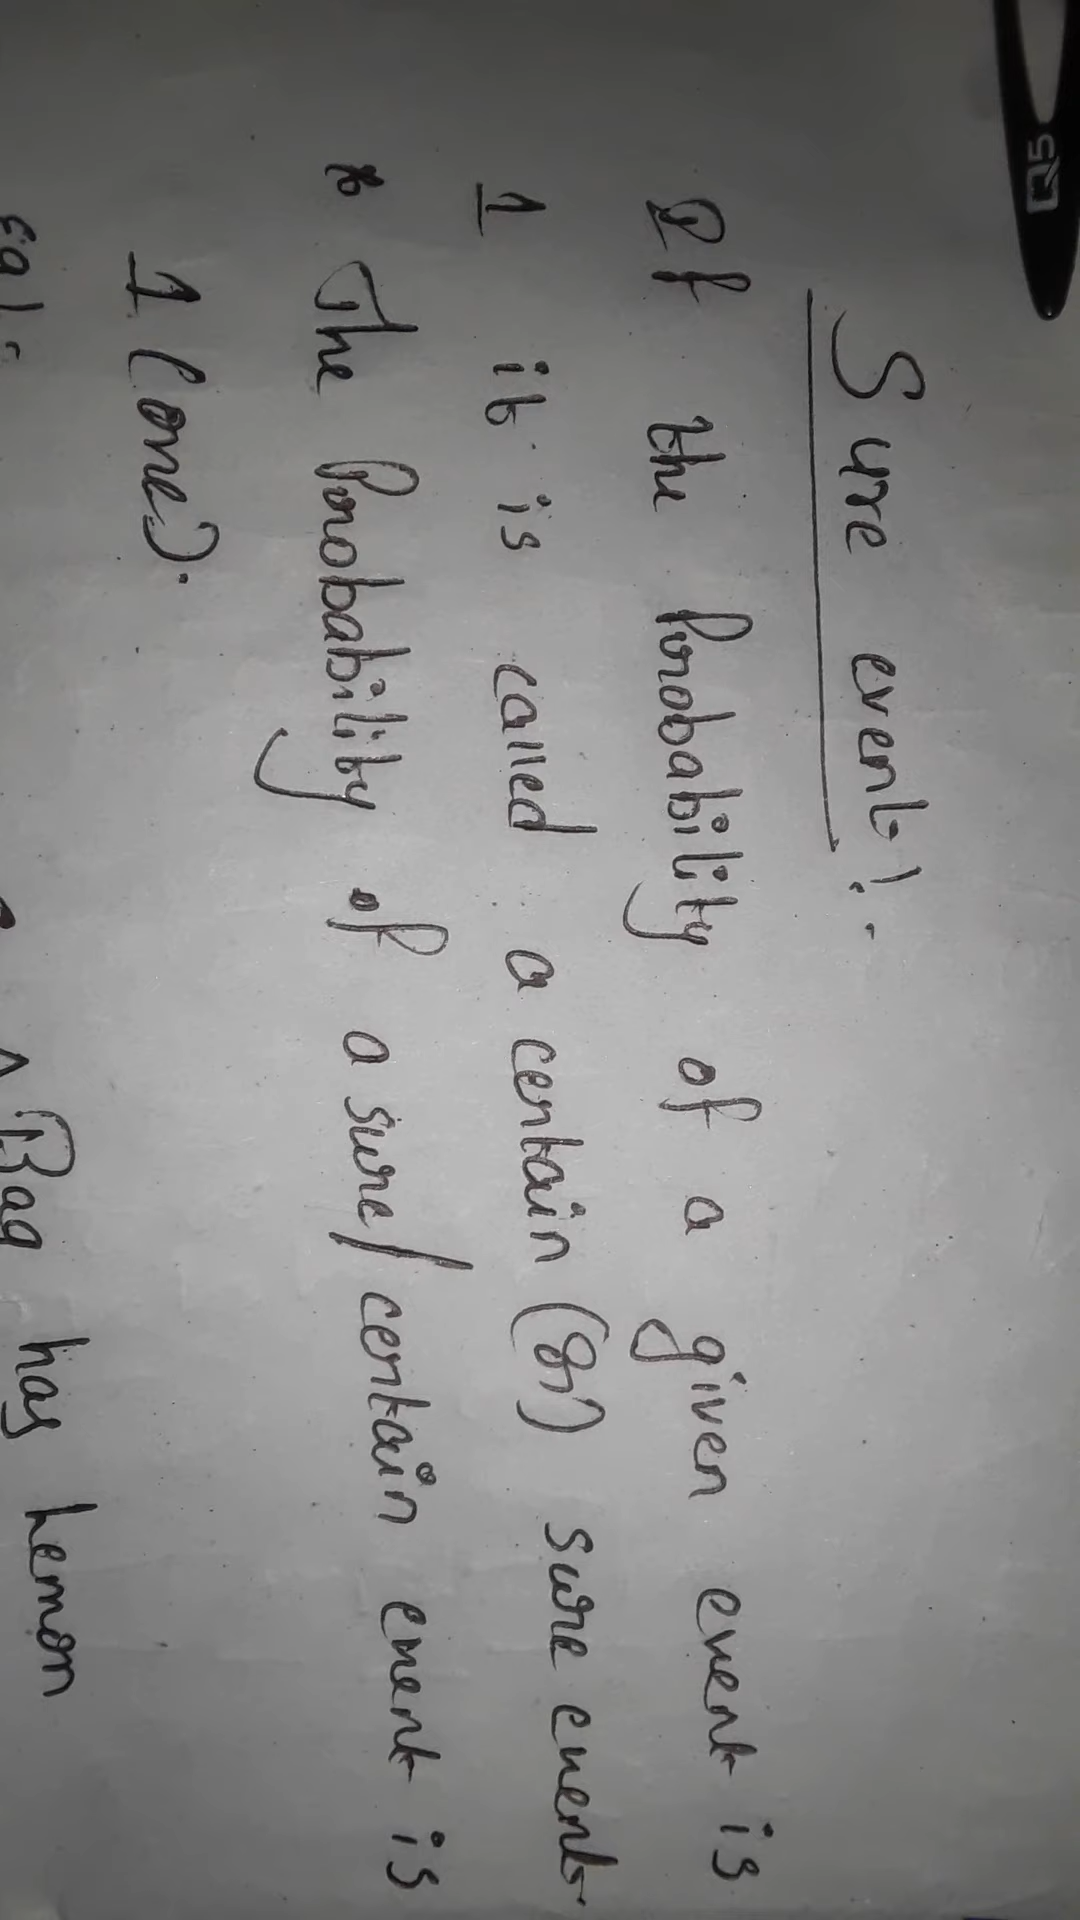 Sure event:-
If the Probability of a given event is
1 it is called a certain (or) sure event.
* The Probability of a sure/certain event is
1 (one).
A Bag has Lemon
Q5